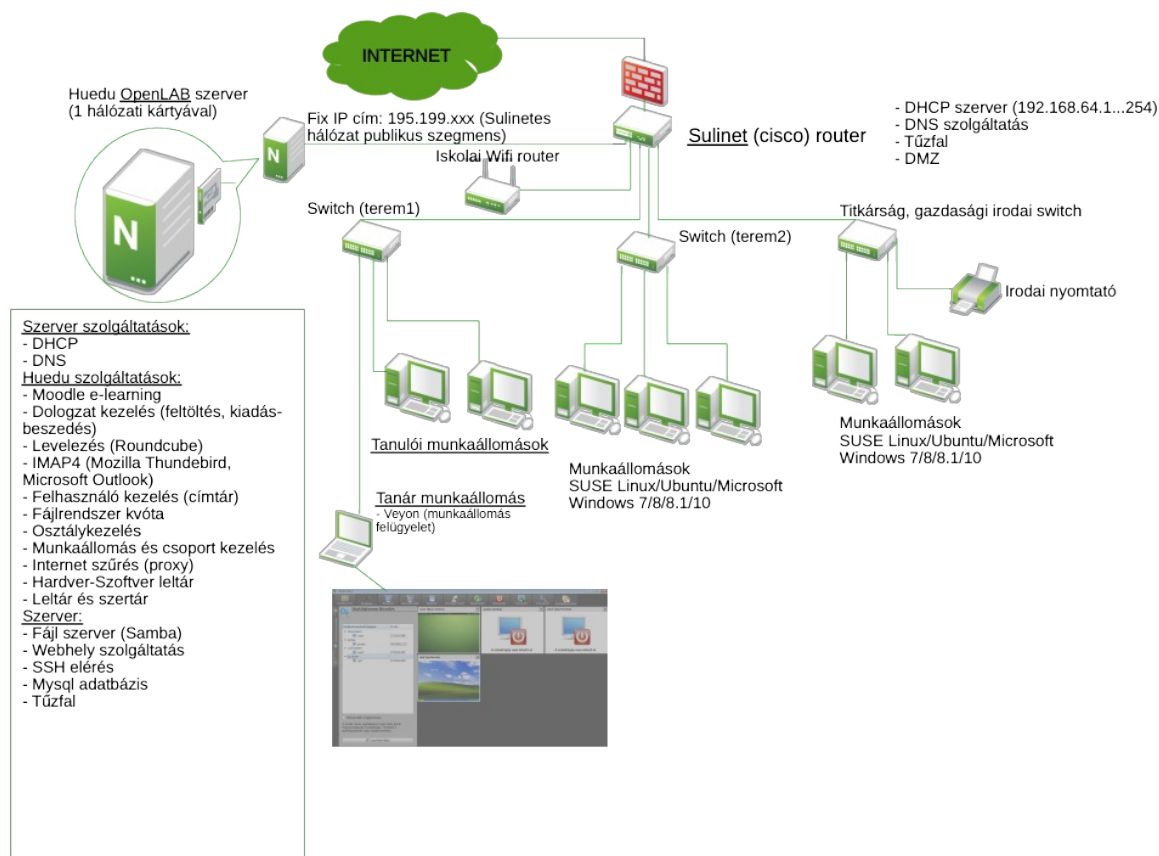 INTERNET
Huedu OpenLAB szerver
(1 hálózati kártyával)
Fix IP cím: 195.199.xxx (Sulinetes
hálózat publikus szegmens)
Iskolai Wifi router
Sulinet (cisco) router
- DHCP szerver (192.168.64.1...254)
- DNS szolgáltatás
- Tűzfal
- DMZ
Switch (terem1)
Switch (terem2)
Titkárság, gazdasági irodai switch
Irodai nyomtató
N
N
Tanulói munkaállomások
Munkaállomások
SUSE Linux/Ubuntu/Microsoft
Windows 7/8/8.1/10
Munkaállomások
SUSE Linux/Ubuntu/Microsoft
Windows 7/8/8.1/10
Tanár munkaállomás
- Veyon (munkaállomás
felügyelet)
Szerver szolgáltatások:
- DHCP
- DNS
Huedu szolgáltatások:
- Moodle e-learning
- Dologzat kezelés (feltöltés, kiadás-
beszedés)
- Levelezés (Roundcube)
- IMAP4 (Mozilla Thundebird,
Microsoft Outlook)
- Felhasználó kezelés (címtár)
- Fájlrendszer kvóta
- Osztálykezelés
- Munkaállomás és csoport kezelés
- Internet szűrés (proxy)
- Hardver-Szoftver leltár
- Leltár és szertár
Szerver:
- Fájl szerver (Samba)
- Webhely szolgáltatás
- SSH elérés
- Mysql adatbázis
- Tűzfal